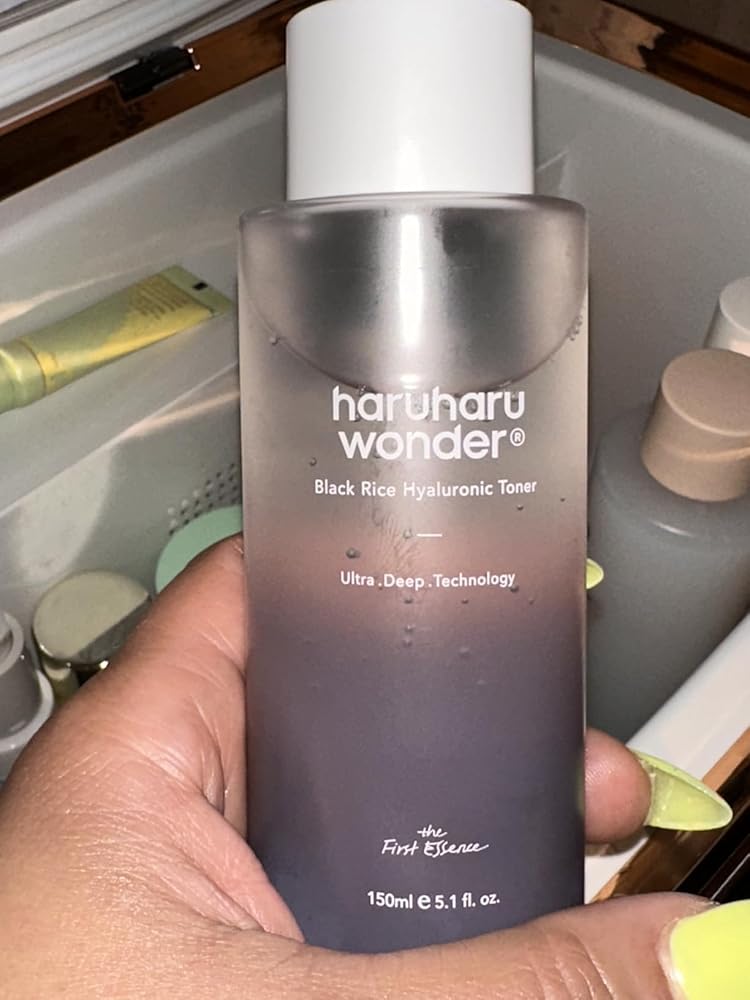 haruharu
wonder®
Black Rice Hyaluronic Toner
Ultra.Deep.Technology
the
First Essence
150ml e 5.1 fl. oz.